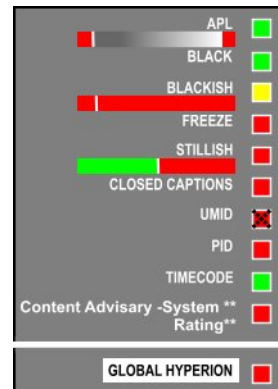 APL
BLACK
BLACKISH
FREEZE
STILLISH
CLOSED CAPTIONS
UMID
PID
TIMECODE
Content Advisary -System **
Rating**
GLOBAL HYPERION